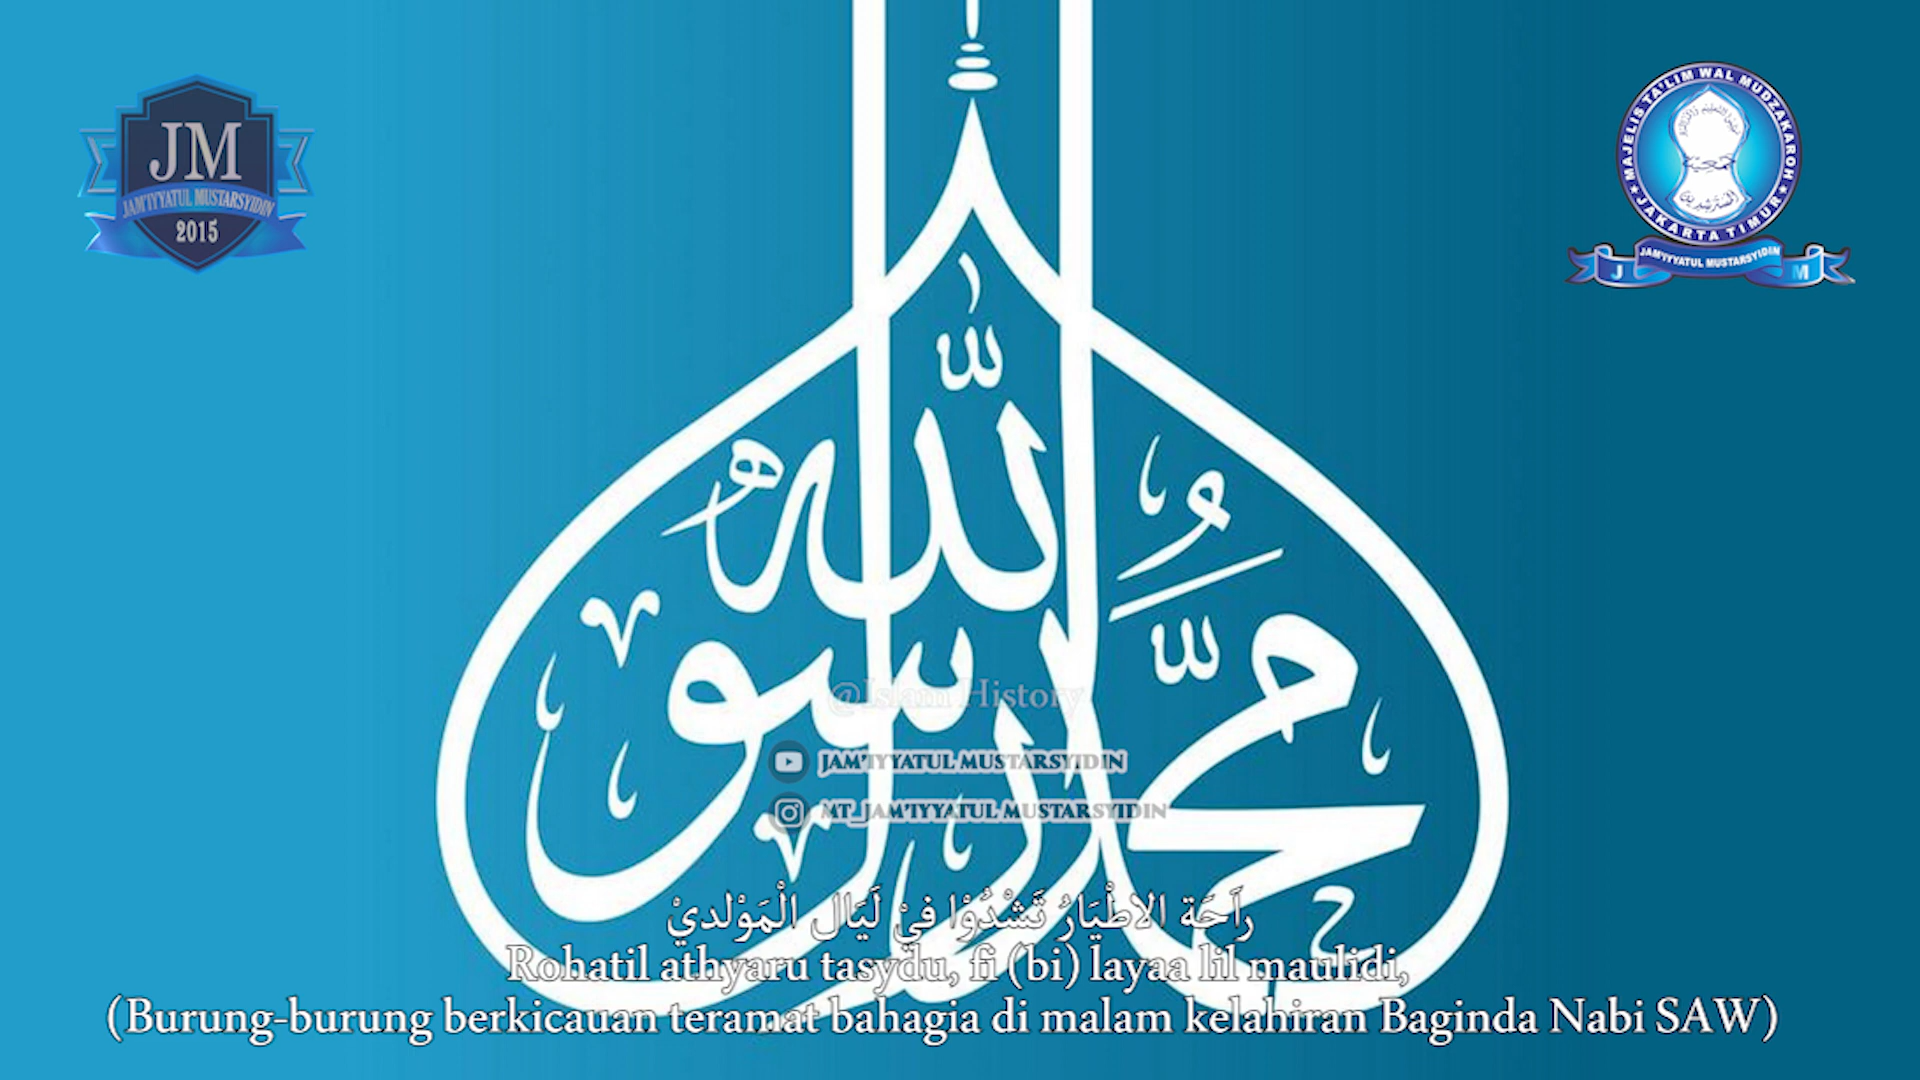 JM
JAM'IYYATUL MUSTARSYIDIN
2015
MAJELIS TA'LIM WAL MUDZAKAROH
JAKARTA TIMUR
JAM'IYYATUL MUSTARSYIDIN
J M
محمد رسول الله
@Islam History
JAM'IYYATUL MUSTARSYIDIN
MT_JAM'IYYATUL MUSTARSYIDIN
رَاحَة الاطْيَارُ تَشْدُوْا فِيْ لَيَال الْمَوْلديْ
Rohatil athyaru tasydu, fi (bi) layaa lil maulidi,
(Burung-burung berkicauan teramat bahagia di malam kelahiran Baginda Nabi SAW)